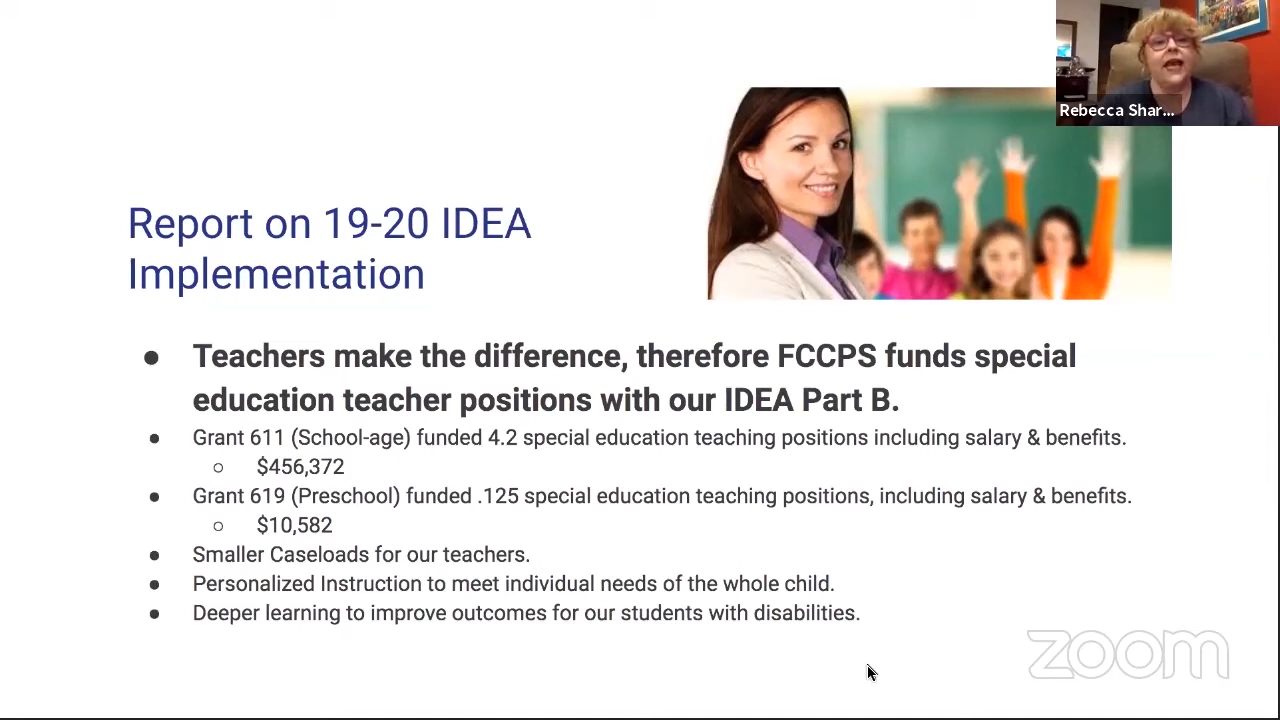 Rebecca Shar...
Report on 19-20 IDEA
Implementation
● Teachers make the difference, therefore FCCPS funds special
education teacher positions with our IDEA Part B.
● Grant 611 (School-age) funded 4.2 special education teaching positions including salary & benefits.
○ $456,372
● Grant 619 (Preschool) funded .125 special education teaching positions, including salary & benefits.
○ $10,582
● Smaller Caseloads for our teachers.
● Personalized Instruction to meet individual needs of the whole child.
● Deeper learning to improve outcomes for our students with disabilities.
zoom